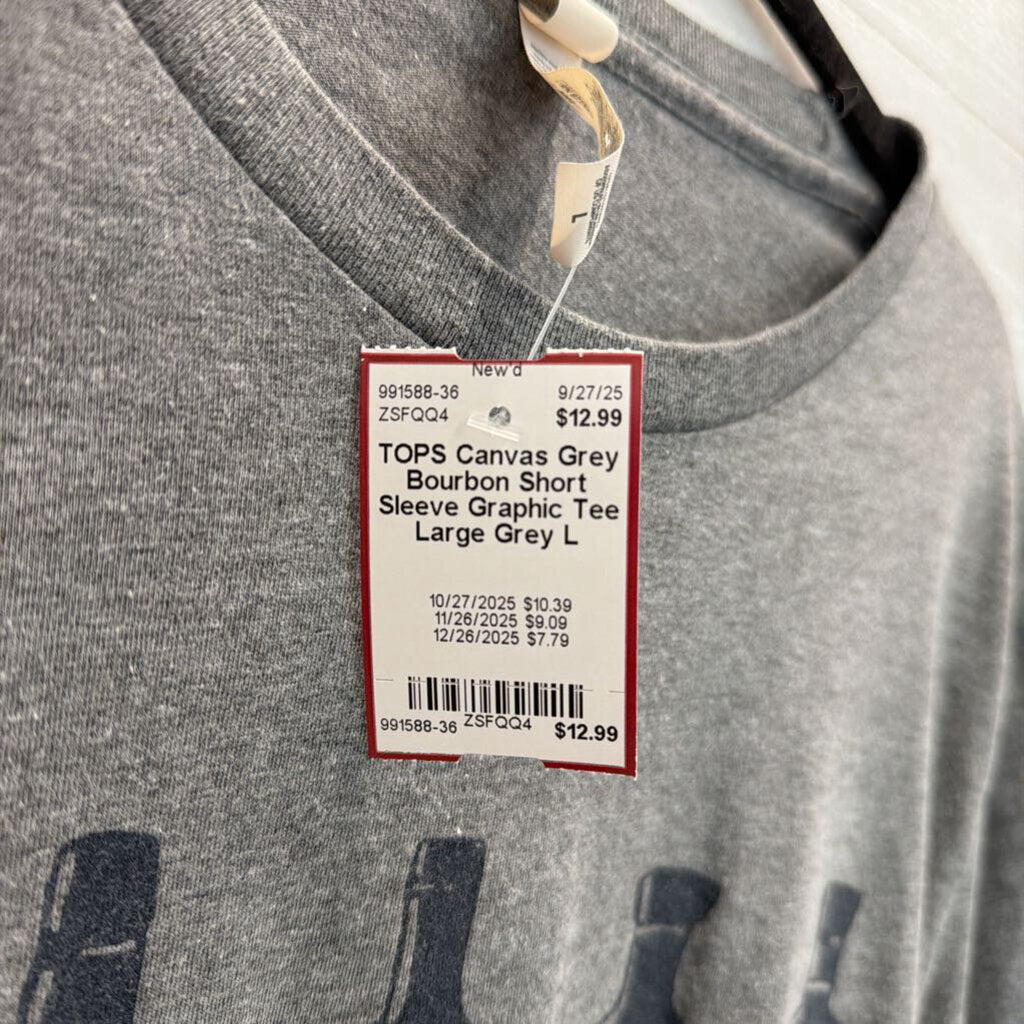 L
New'd
991588-36 9/27/25
ZSFQQ4 $12.99
TOPS Canvas Grey
Bourbon Short
Sleeve Graphic Tee
Large Grey L
10/27/2025 $10.39
11/26/2025 $9.09
12/26/2025 $7.79
991588-36 ZSFQQ4 $12.99